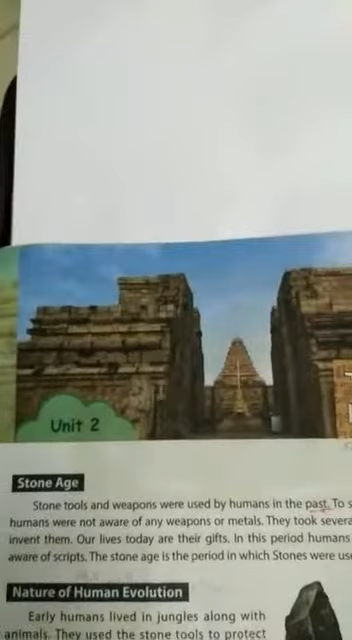 Unit 2
Stone Age
Stone tools and weapons were used by humans in the past. To
humans were not aware of any weapons or metals. They took
invent them. Our lives today are their gifts. In this period humans
aware of scripts. The stone age is the period in which Stones were
Nature of Human Evolution
Early humans lived in jungles along with
animals. They used the stone tools to protect